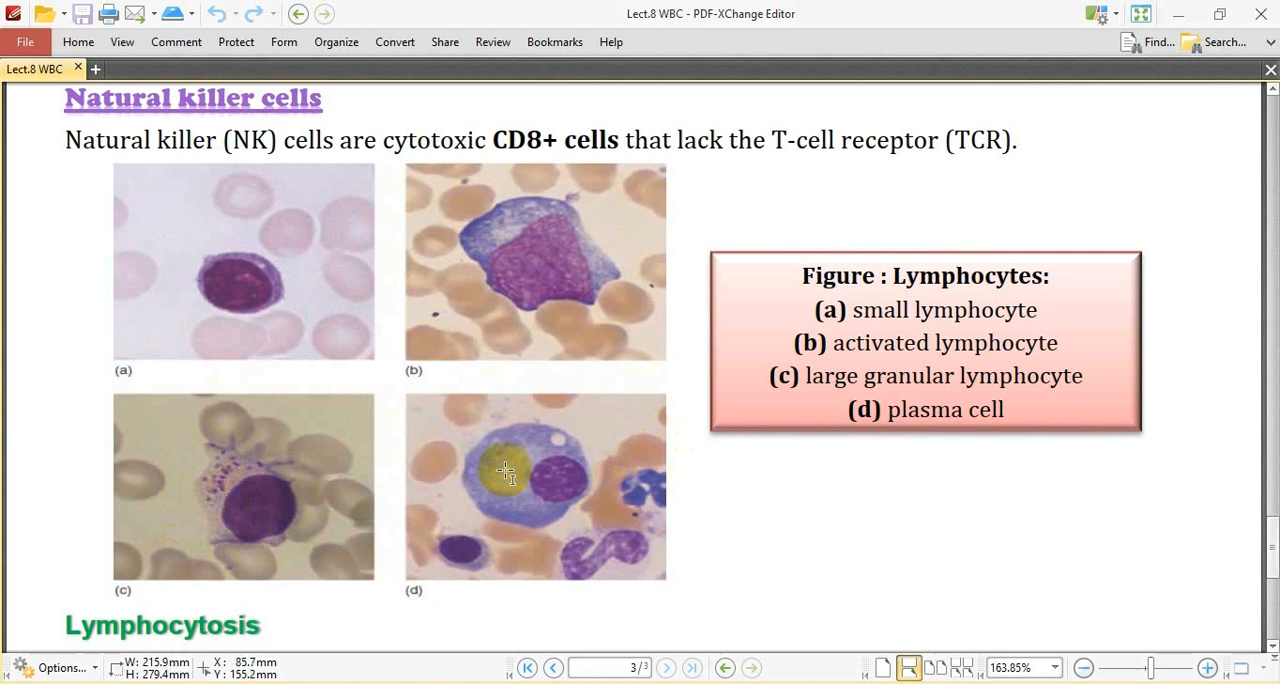 Lect.8 WBC - PDF-XChange Editor
File Home View Comment Protect Form Organize Convert Share Review Bookmarks Help Find... Search...
Lect.8 WBC
Natural killer cells
Natural killer (NK) cells are cytotoxic CD8+ cells that lack the T-cell receptor (TCR).
(a) (b)
Figure : Lymphocytes:
(a) small lymphocyte
(b) activated lymphocyte
(c) large granular lymphocyte
(d) plasma cell
(c) (d)
Lymphocytosis
Options... W: 215.9mm X: 85.7mm 3/3 163.85%
H: 279.4mm Y: 155.2mm